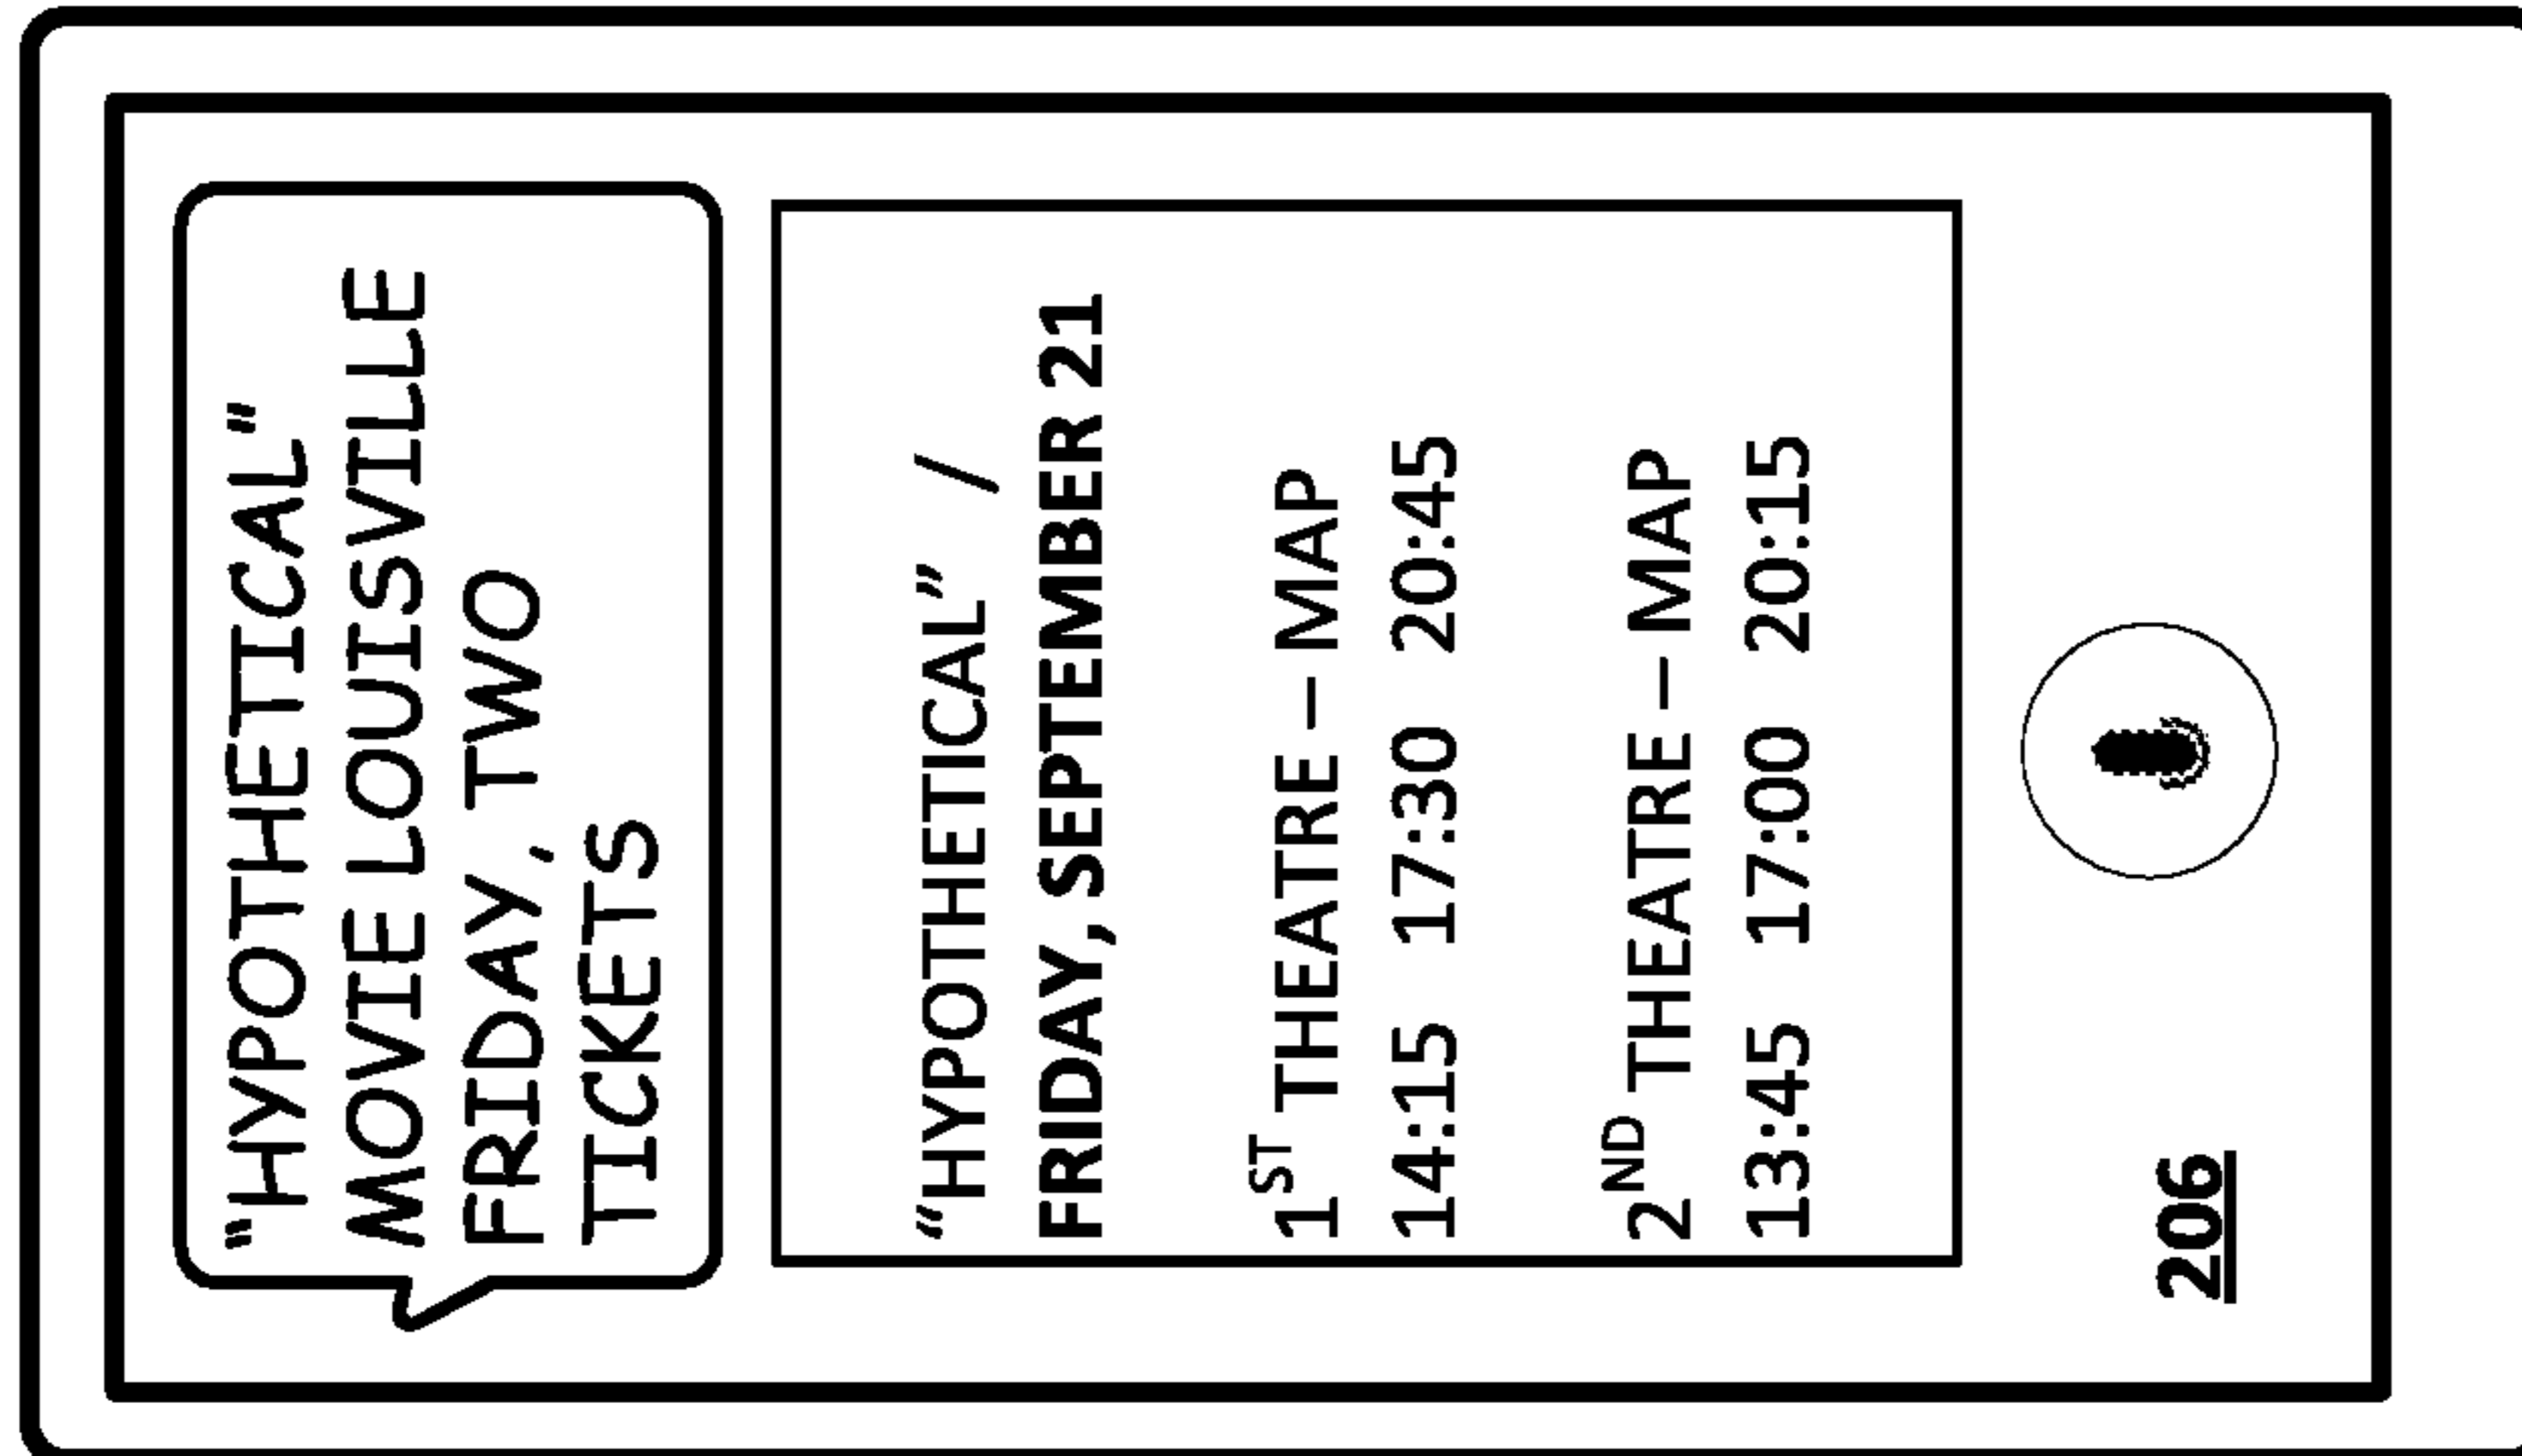 "HYPOTHETICAL"
MOVIE LOUISVILLE
FRIDAY, TWO
TICKETS
“HYPOTHETICAL” /
FRIDAY, SEPTEMBER 21
1ST THEATRE – MAP
14:15 17:30 20:45
2ND THEATRE – MAP
13:45 17:00 20:15
206